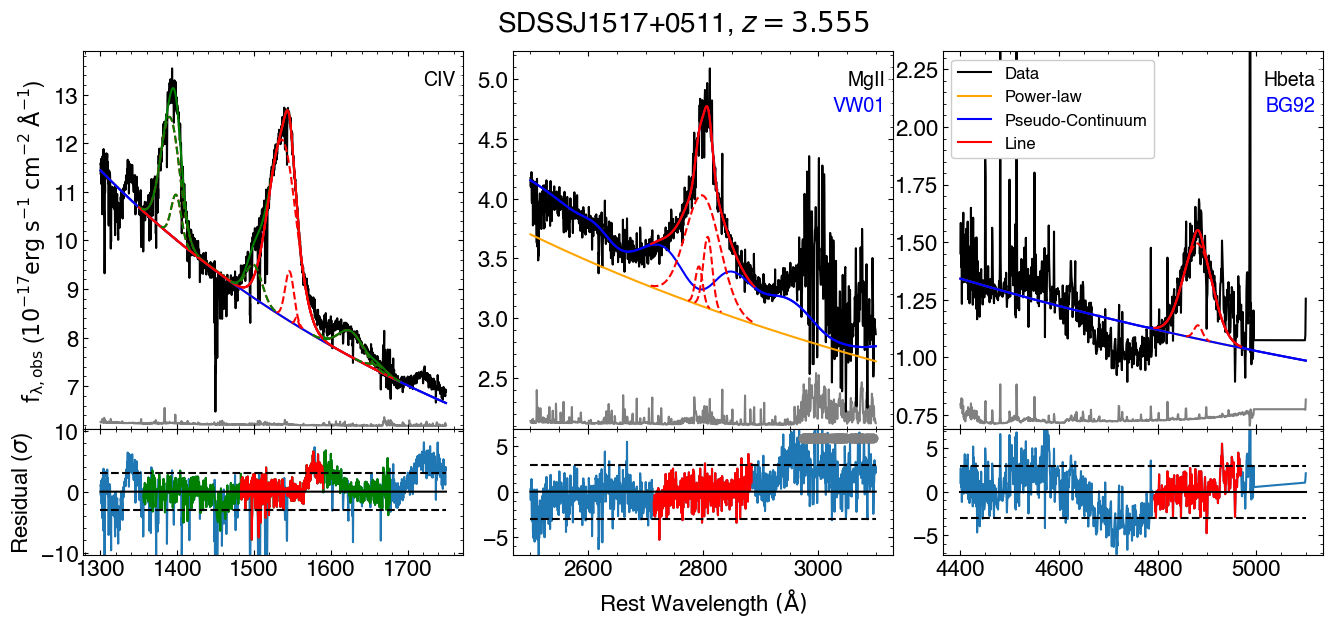 SDSSJ1517+0511, z = 3.555
f_λ,obs (10⁻¹⁷erg s⁻¹ cm⁻² Å⁻¹)
13
12
11
10
9
8
7
CIV
5.0
4.5
4.0
3.5
3.0
2.5
MgII
VW01
2.25
2.00
1.75
1.50
1.25
1.00
0.75
Data
Power-law
Pseudo-Continuum
Line
Hbeta
BG92
Residual (σ)
10
0
−10
1300 1400 1500 1600 1700
5
0
−5
2600 2800 3000
5
0
−5
4400 4600 4800 5000
Rest Wavelength (Å)